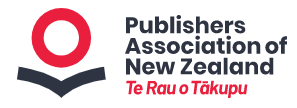 Publishers
Association of
New Zealand
Te Rau o Tākupu